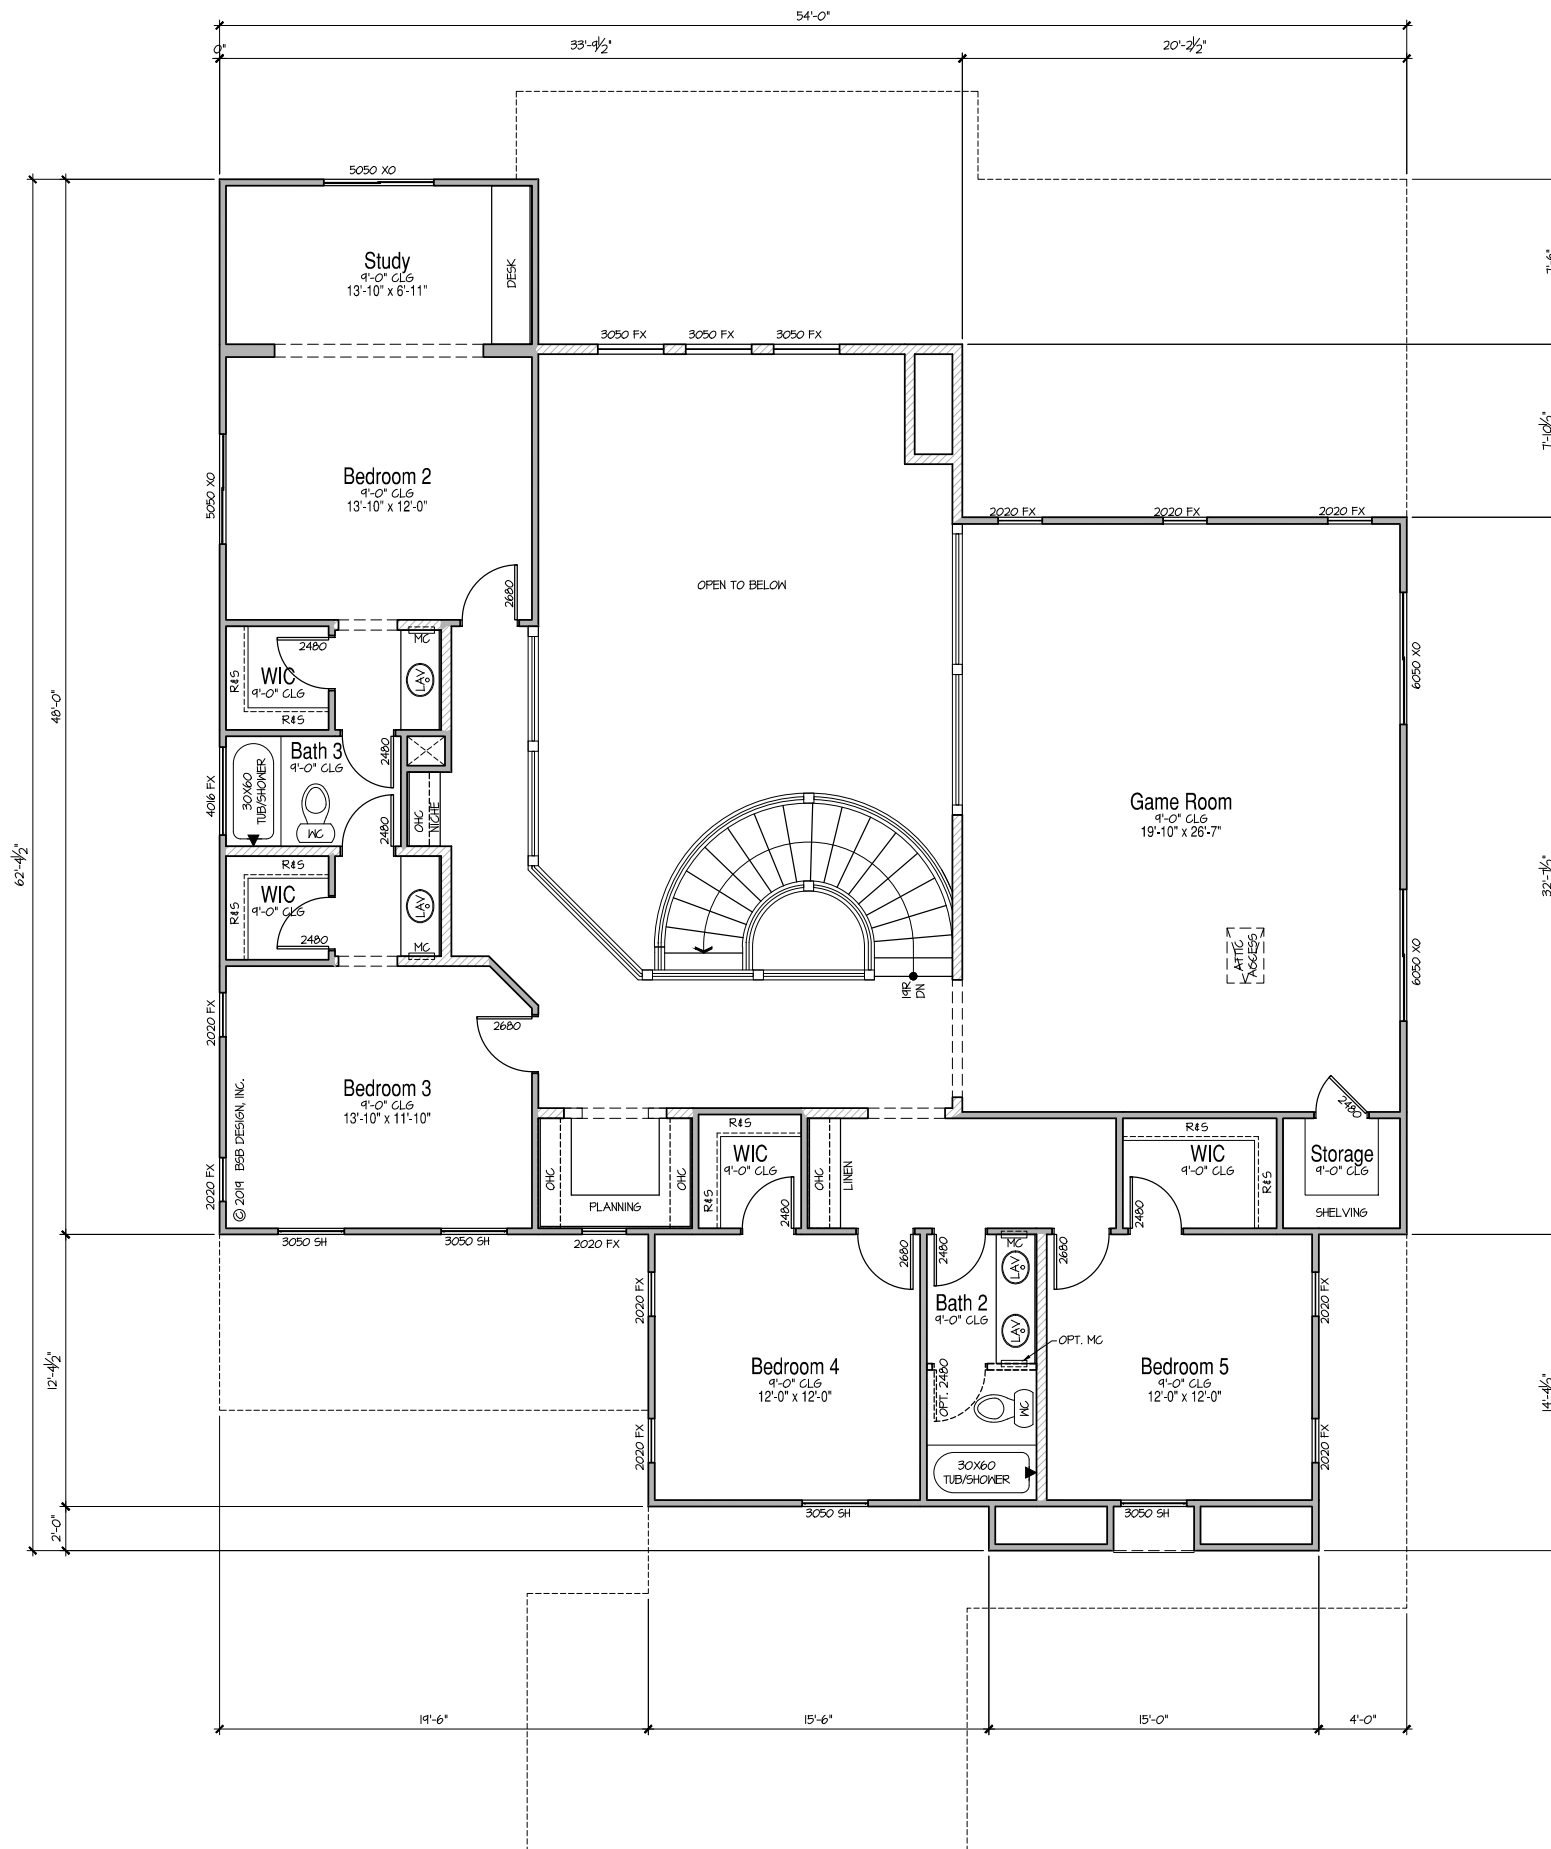 54'-0"
0"
33'-9½"
20'-2½"
5050 XO
Study
9'-0" CLG
13'-10" x 6'-11"
DESK
7'-6"
3050 FX
3050 FX
3050 FX
7'-10½"
Bedroom 2
9'-0" CLG
13'-10" x 12'-0"
5050 XO
2020 FX
2020 FX
2020 FX
OPEN TO BELOW
2680
MC
2480
WIC
9'-0" CLG
R&S
R&S
LAV
6050 XO
48'-0"
62'-4½"
Bath 3
9'-0" CLG
2480
4016 FX
30X60
TUB/SHOWER
WC
2480
OHC
NICHE
Game Room
9'-0" CLG
19'-10" x 26'-7"
R&S
WIC
9'-0" CLG
R&S
2480
LAV
MC
32'-7½"
ATTIC
ACCESS
6050 XO
19R
DN
2020 FX
2680
Bedroom 3
9'-0" CLG
13'-10" x 11'-10"
© 2019 BSB DESIGN, INC.
2020 FX
OHC
OHC
PLANNING
R&S
WIC
9'-0" CLG
R&S
2480
OHC
LINEN
R&S
WIC
9'-0" CLG
R&S
2480
2480
Storage
9'-0" CLG
SHELVING
3050 SH
3050 SH
2020 FX
2680
2480
MC
LAV
2680
2020 FX
Bath 2
9'-0" CLG
LAV
OPT. MC
2020 FX
12'-4½"
Bedroom 4
9'-0" CLG
12'-0" x 12'-0"
OPT. 2480
WC
Bedroom 5
9'-0" CLG
12'-0" x 12'-0"
14'-4½"
2020 FX
30X60
TUB/SHOWER
2020 FX
2'-0"
3050 SH
3050 SH
19'-6"
15'-6"
15'-0"
4'-0"